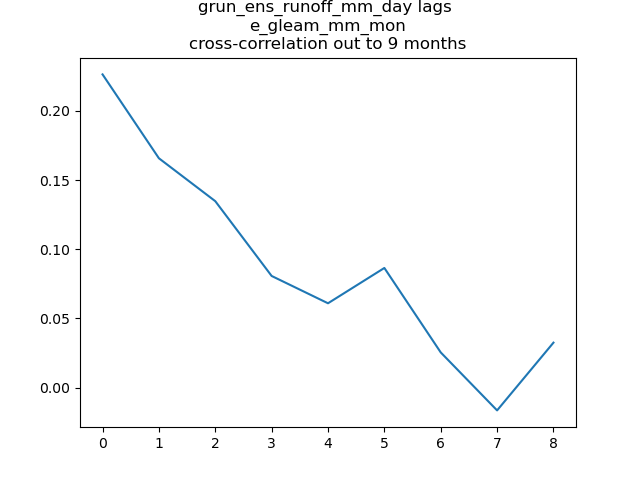 grun_ens_runoff_mm_day lags
e_gleam_mm_mon
cross-correlation out to 9 months
0.20
0.15
0.10
0.05
0.00
0 1 2 3 4 5 6 7 8